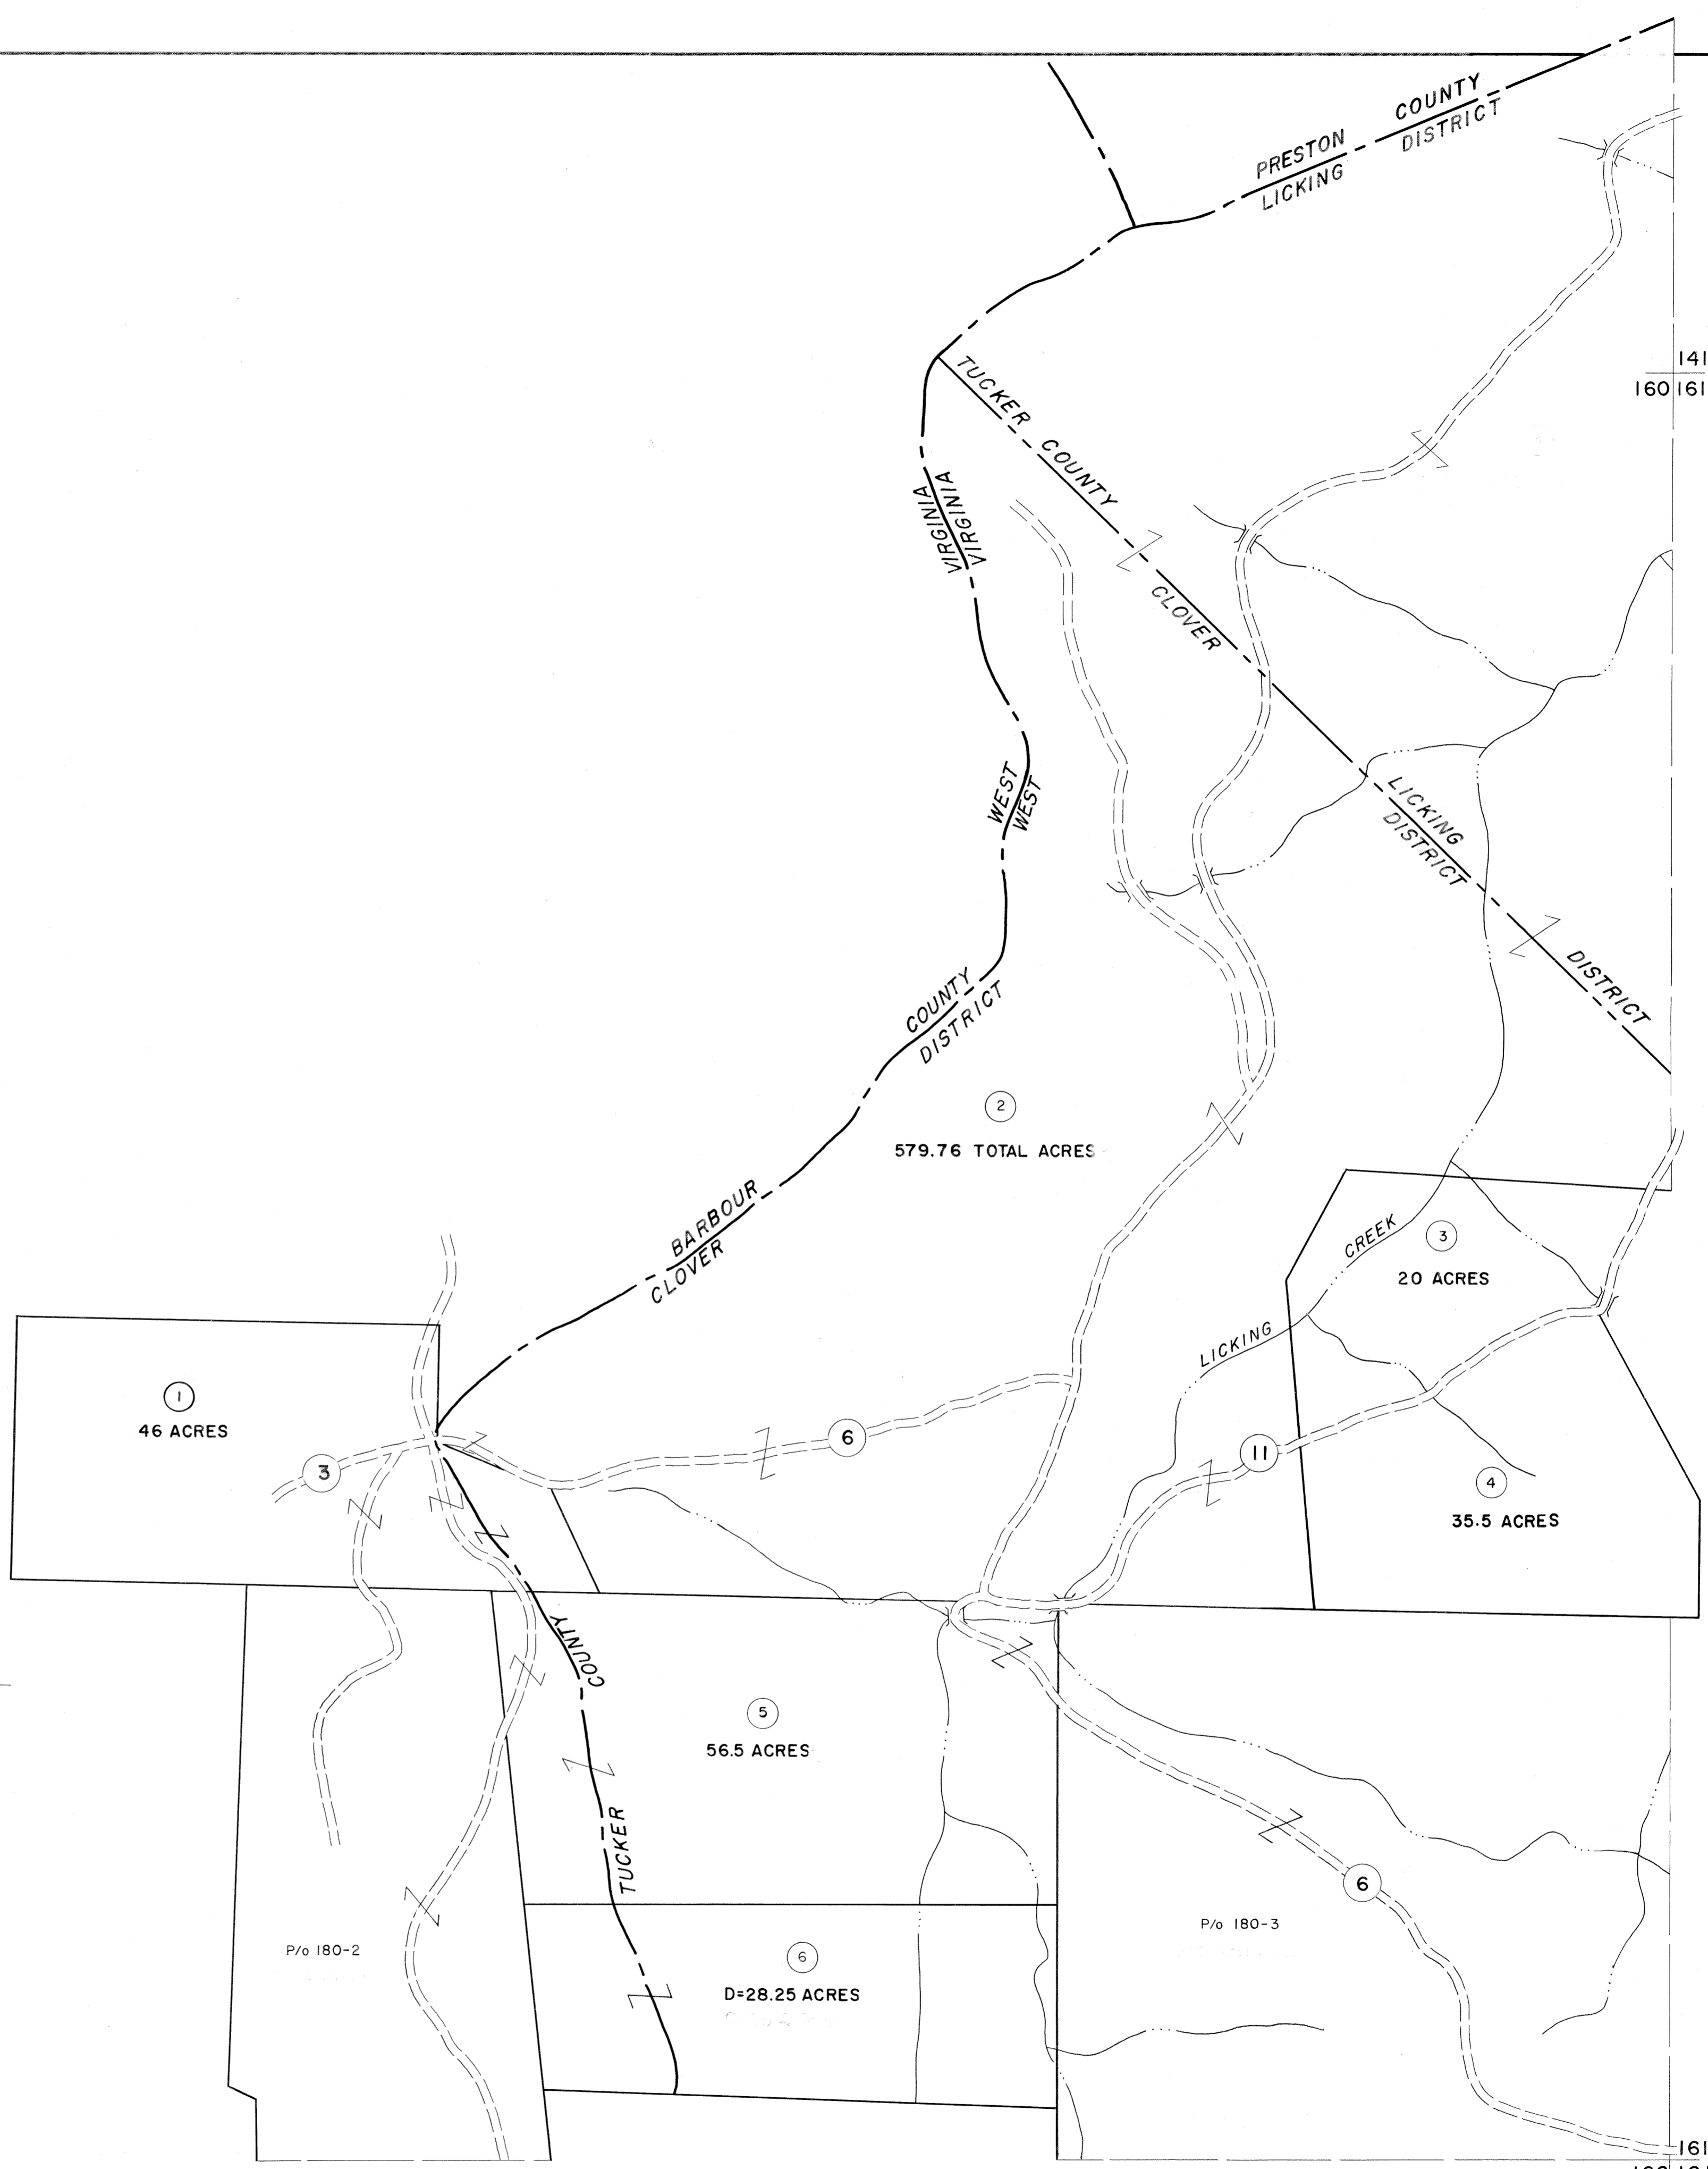 PRESTON COUNTY
LICKING DISTRICT
141
160 161
TUCKER COUNTY
CLOVER
LICKING
DISTRICT
DISTRICT
VIRGINIA
VIRGINIA
WEST
WEST
COUNTY
DISTRICT
2
579.76 TOTAL ACRES
BARBOUR
CLOVER
CREEK
LICKING
3
20 ACRES
1
46 ACRES
3
6
11
4
35.5 ACRES
COUNTY
TUCKER
5
56.5 ACRES
6
P/o 180-2
P/o 180-3
6
D=28.25 ACRES
161